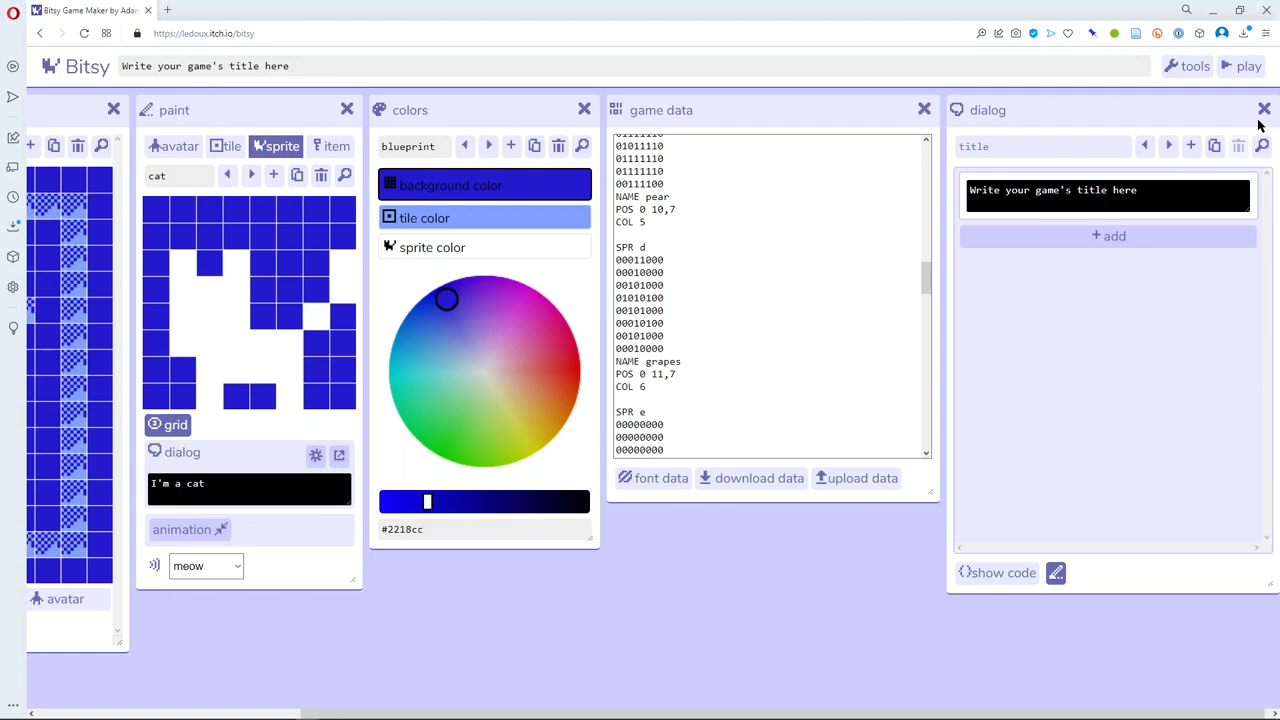 Bitsy Game Maker by Adam
https://ledoux.itch.io/bitsy
Bitsy
Write your game's title here
tools
play
paint
avatar
tile
sprite
item
cat
grid
dialog
I'm a cat
animation
meow
avatar
colors
blueprint
background color
tile color
sprite color
#2218cc
game data
01111110
01011110
01111110
01111110
00111100
NAME pear
POS 0 10,7
COL 5
SPR d
00011000
00010000
00101000
01010100
00101000
00010100
00101000
00010000
NAME grapes
POS 0 11,7
COL 6
SPR e
00000000
00000000
00000000
font data
download data
upload data
dialog
title
Write your game's title here
+ add
show code